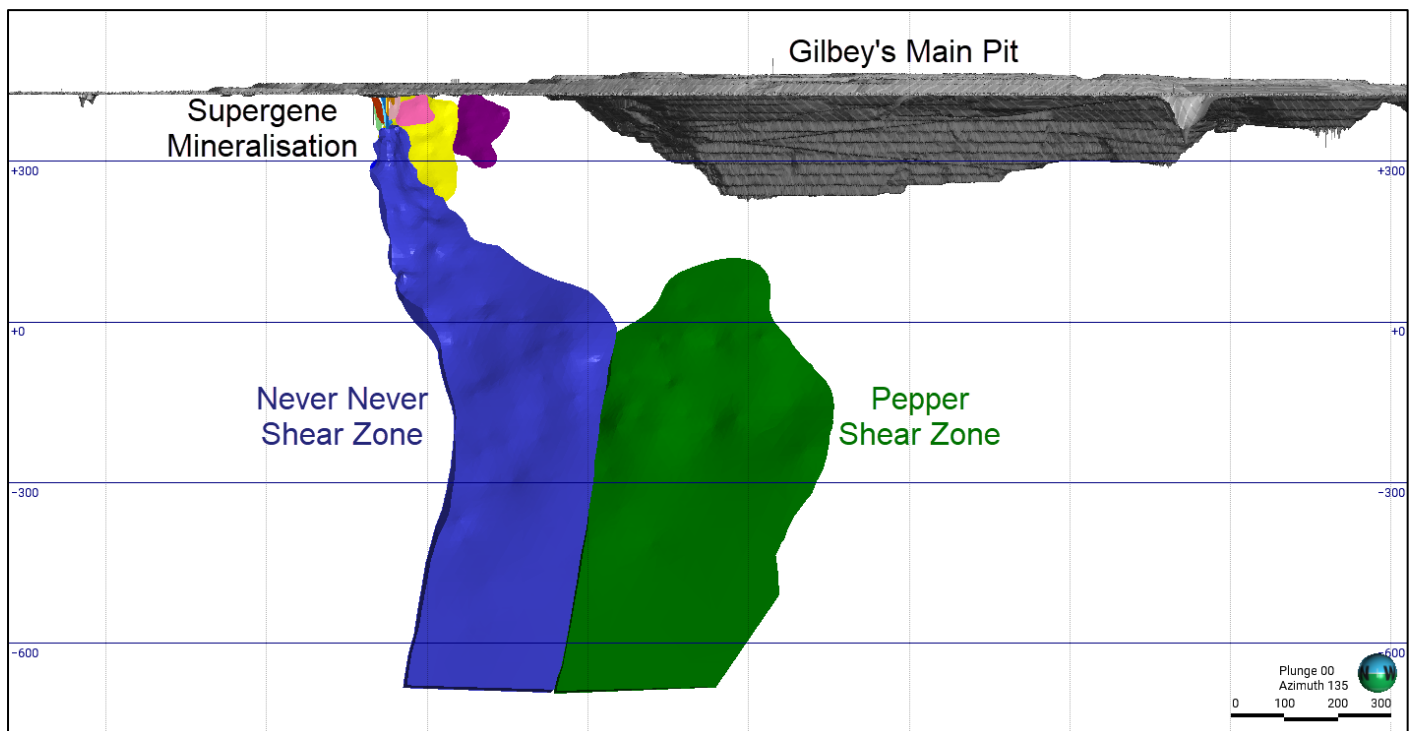 Gilbey's Main Pit
Supergene
Mineralisation
+300
+300
+0
+0
Never Never
Shear Zone
Pepper
Shear Zone
-300
-300
-600
-600
Plunge 00
Azimuth 135
N W
0 100 200 300